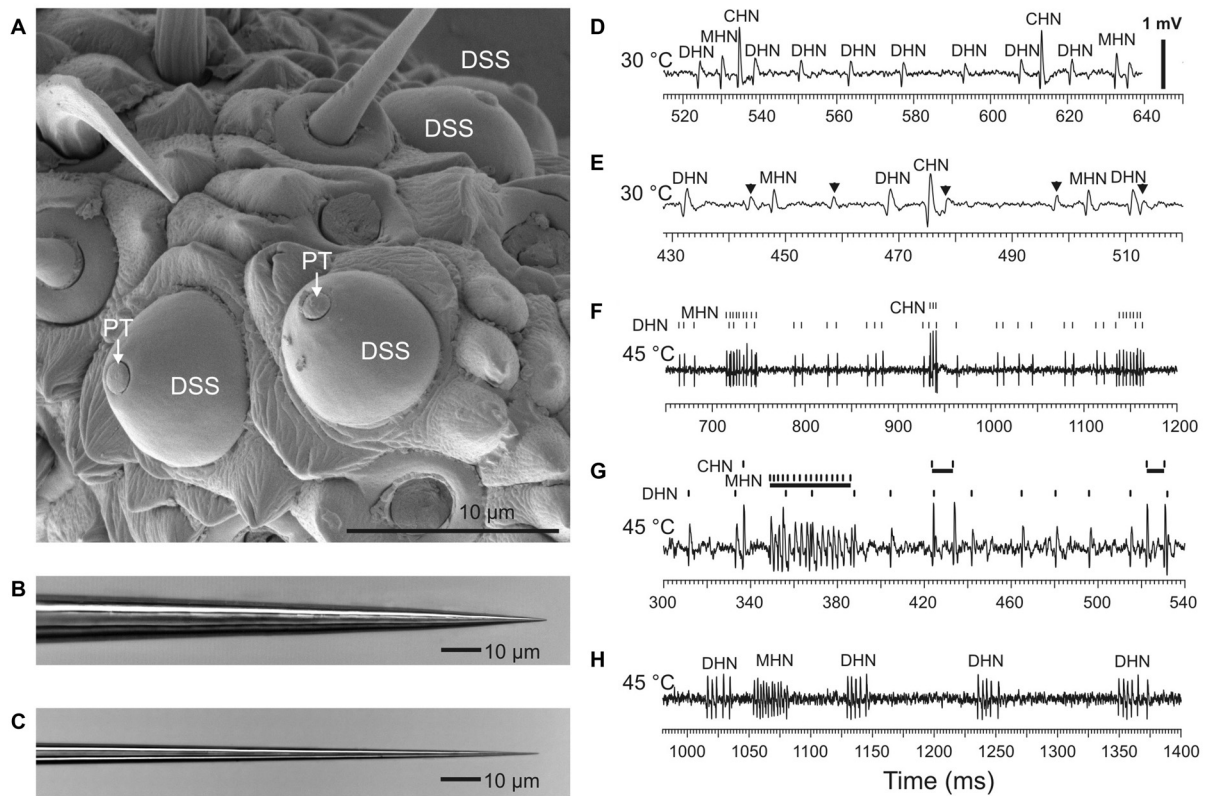 A
DSS
DSS
PT
PT
DSS
DSS
10 µm
B
10 µm
C
10 µm
D
30 °C
DHN MHN CHN DHN DHN DHN DHN DHN DHN CHN DHN MHN
1 mV
520 540 560 580 600 620 640
E
30 °C
DHN MHN DHN CHN MHN DHN
430 450 470 490 510
F
MHN CHN
DHN
45 °C
700 800 900 1000 1100 1200
G
CHN
MHN
DHN
45 °C
300 340 380 420 460 500 540
H
DHN MHN DHN DHN DHN
45 °C
1000 1050 1100 1150 1200 1250 1300 1350 1400
Time (ms)